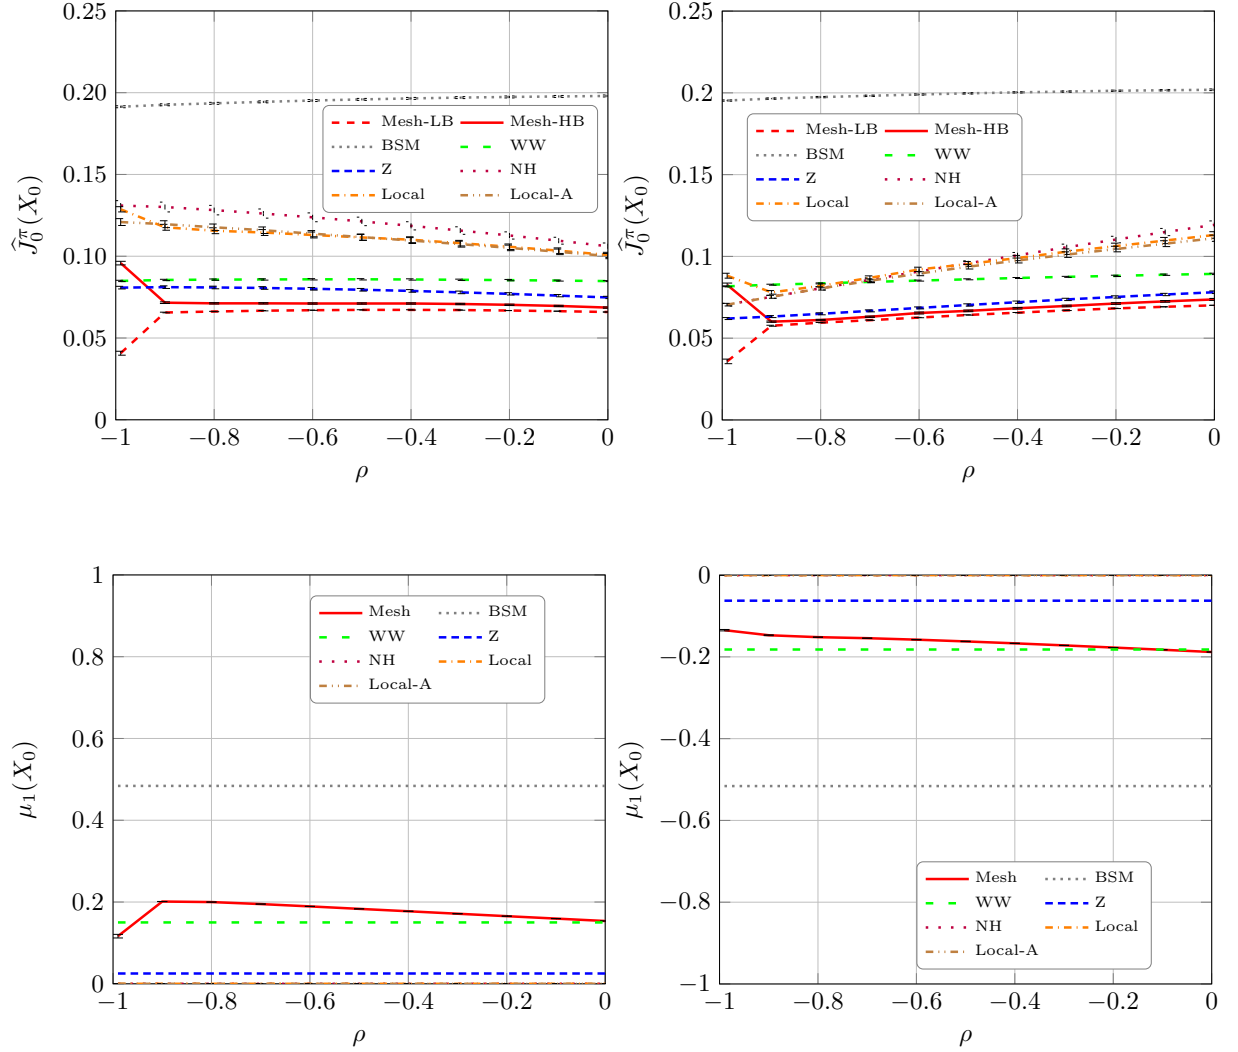 0.25
0.20
0.15
0.10
0.05
0
Ĵ₀^π(X₀)
Mesh-LB Mesh-HB
BSM WW
Z NH
Local Local-A
−1 −0.8 −0.6 −0.4 −0.2 0
ρ
0.25
0.20
0.15
0.10
0.05
0
Ĵ₀^π(X₀)
Mesh-LB Mesh-HB
BSM WW
Z NH
Local Local-A
−1 −0.8 −0.6 −0.4 −0.2 0
ρ
1
0.8
0.6
0.4
0.2
0
μ₁(X₀)
Mesh BSM
WW Z
NH Local
Local-A
−1 −0.8 −0.6 −0.4 −0.2 0
ρ
0
−0.2
−0.4
−0.6
−0.8
−1
μ₁(X₀)
Mesh BSM
WW Z
NH Local
Local-A
−1 −0.8 −0.6 −0.4 −0.2 0
ρ